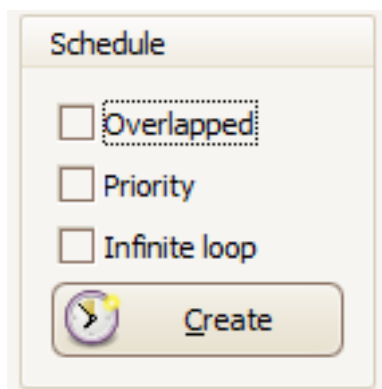 Schedule
Overlapped
Priority
Infinite loop
Create